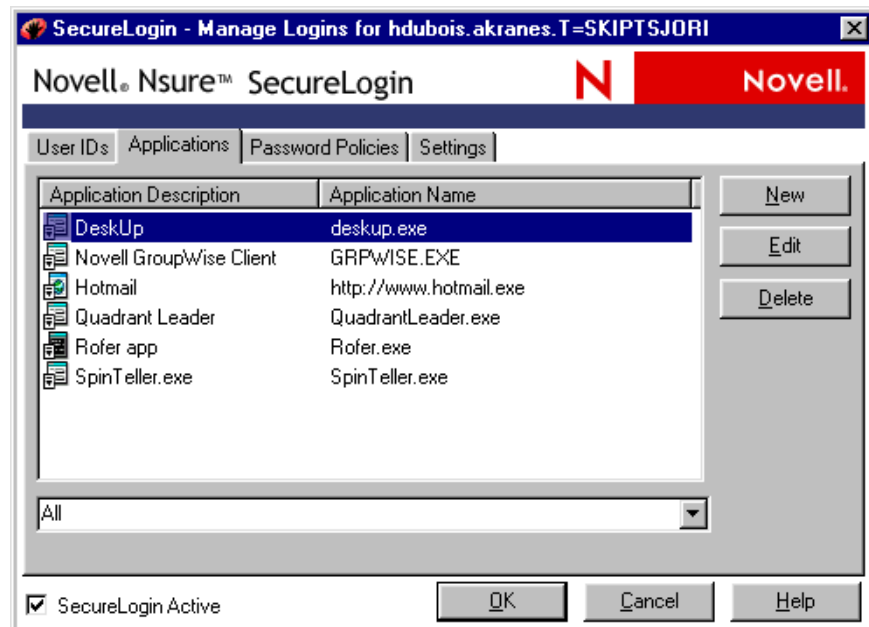 SecureLogin - Manage Logins for hdubois.akranes.T=SKIPTSJORI
Novell® Nsure™ SecureLogin N Novell®
User IDs Applications Password Policies Settings
Application Description Application Name
DeskUp deskup.exe
Novell GroupWise Client GRPWISE.EXE
Hotmail http://www.hotmail.exe
Quadrant Leader QuadrantLeader.exe
Rofer app Rofer.exe
SpinTeller.exe SpinTeller.exe
New
Edit
Delete
All
SecureLogin Active OK Cancel Help